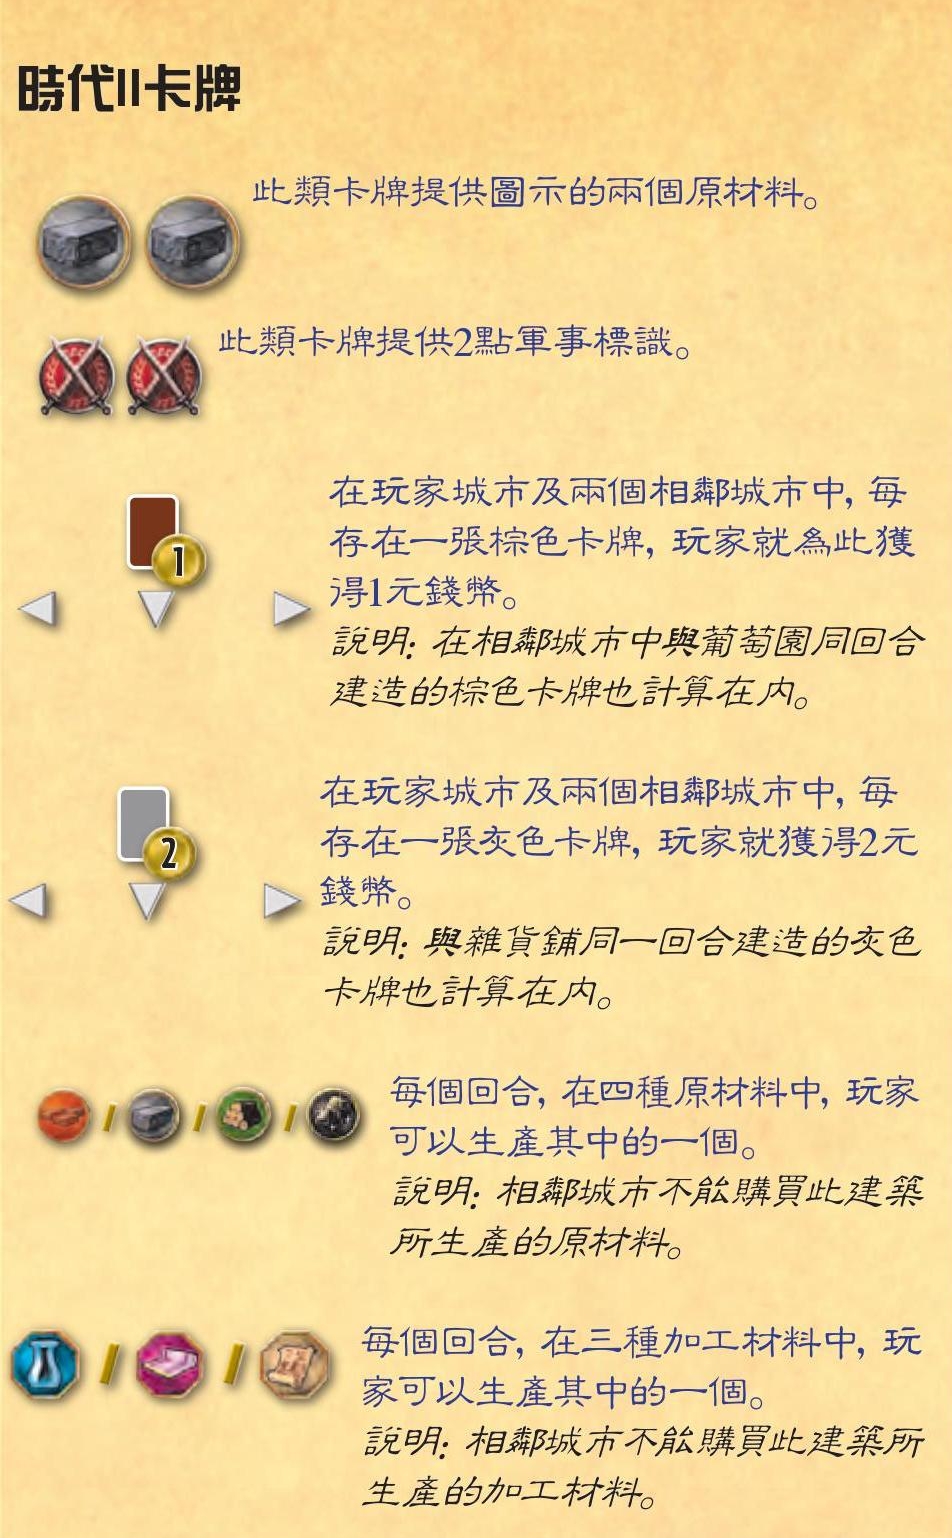 時代II卡牌
此類卡牌提供圖示的兩個原材料。
此類卡牌提供2點軍事標識。
在玩家城市及兩個相鄰城市中, 每
存在一張棕色卡牌, 玩家就為此獲
得1元錢幣。
1
說明: 在相鄰城市中與葡萄園同回合
建造的棕色卡牌也計算在內。
在玩家城市及兩個相鄰城市中, 每
存在一張灰色卡牌, 玩家就獲得2元
錢幣。
2
說明: 與雜貨鋪同一回合建造的灰色
卡牌也計算在內。
/ / /
每個回合, 在四種原材料中, 玩家
可以生產其中的一個。
說明: 相鄰城市不能購買此建築
所生產的原材料。
/ /
每個回合, 在三種加工材料中, 玩
家可以生產其中的一個。
說明: 相鄰城市不能購買此建築所
生產的加工材料。